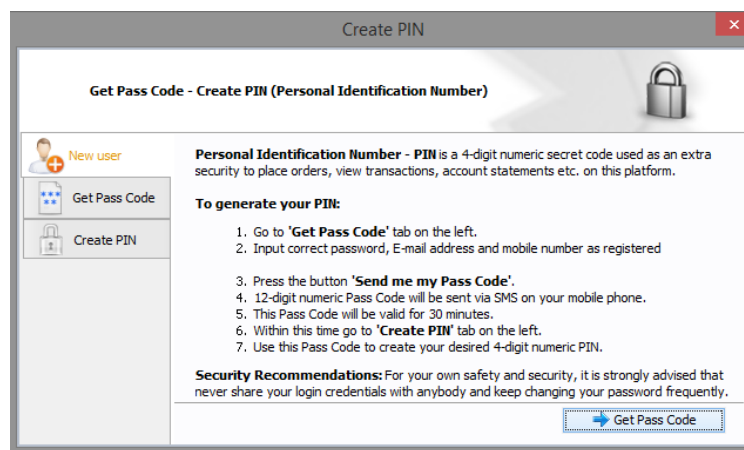 Create PIN
Get Pass Code - Create PIN (Personal Identification Number)
New user
Get Pass Code
Create PIN
Personal Identification Number - PIN is a 4-digit numeric secret code used as an extra
security to place orders, view transactions, account statements etc. on this platform.
To generate your PIN:
1. Go to 'Get Pass Code' tab on the left.
2. Input correct password, E-mail address and mobile number as registered
3. Press the button 'Send me my Pass Code'.
4. 12-digit numeric Pass Code will be sent via SMS on your mobile phone.
5. This Pass Code will be valid for 30 minutes.
6. Within this time go to 'Create PIN' tab on the left.
7. Use this Pass Code to create your desired 4-digit numeric PIN.
Security Recommendations: For your own safety and security, it is strongly advised that
never share your login credentials with anybody and keep changing your password frequently.
Get Pass Code